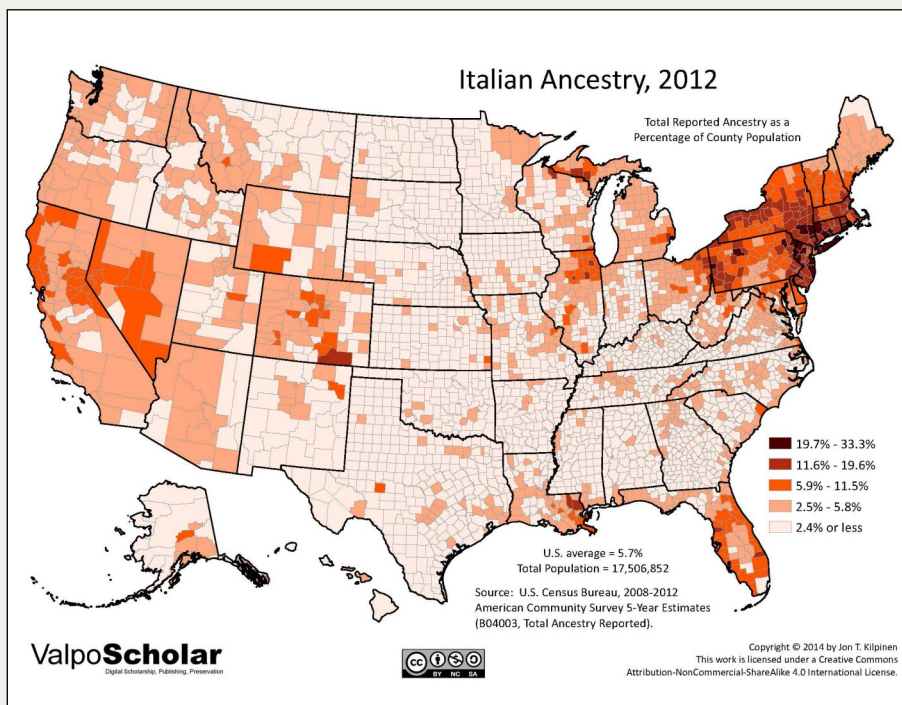 Italian Ancestry, 2012
Total Reported Ancestry as a
Percentage of County Population
19.7% - 33.3%
11.6% - 19.6%
5.9% - 11.5%
2.5% - 5.8%
2.4% or less
U.S. average = 5.7%
Total Population = 17,506,852
Source: U.S. Census Bureau, 2008-2012
American Community Survey 5-Year Estimates
(B04003, Total Ancestry Reported).
ValpoScholar
Digital Scholarship, Publishing, Preservation
cc
BY NC SA
Copyright © 2014 by Jon T. Kilpinen
This work is licensed under a Creative Commons
Attribution-NonCommercial-ShareAlike 4.0 International License.